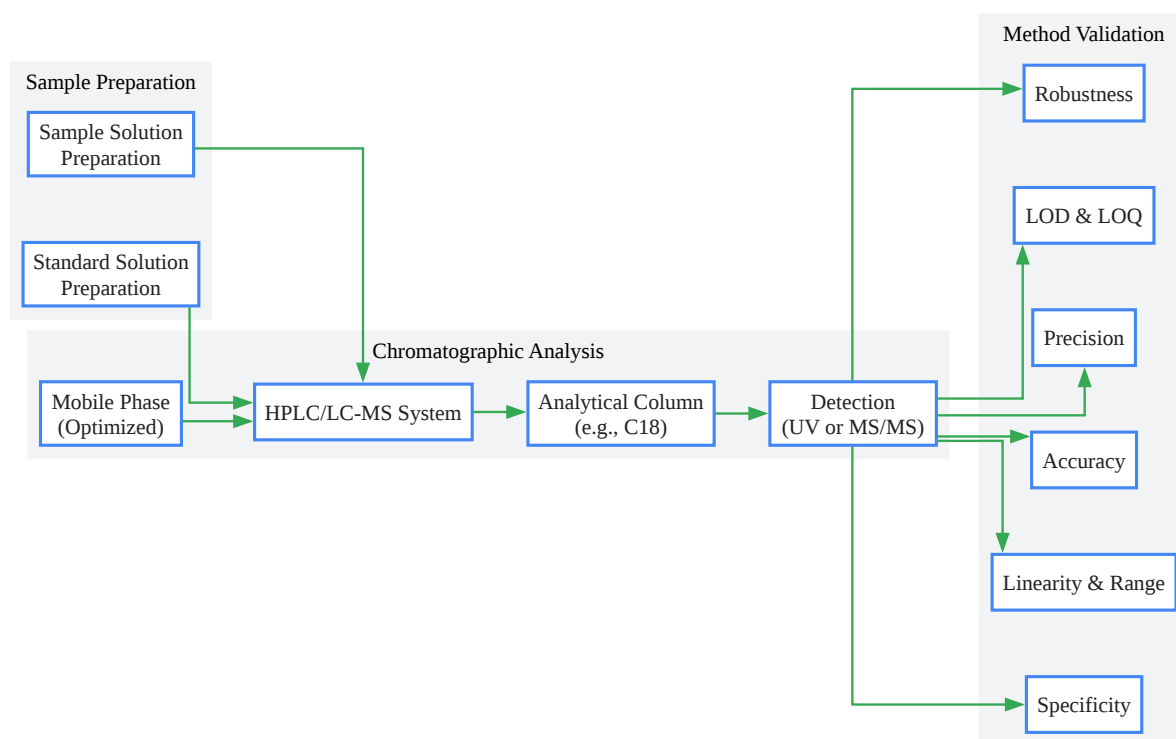 Sample Preparation
Sample Solution
Preparation
Standard Solution
Preparation
Chromatographic Analysis
Mobile Phase
(Optimized)
HPLC/LC-MS System
Analytical Column
(e.g., C18)
Detection
(UV or MS/MS)
Method Validation
Robustness
LOD & LOQ
Precision
Accuracy
Linearity & Range
Specificity